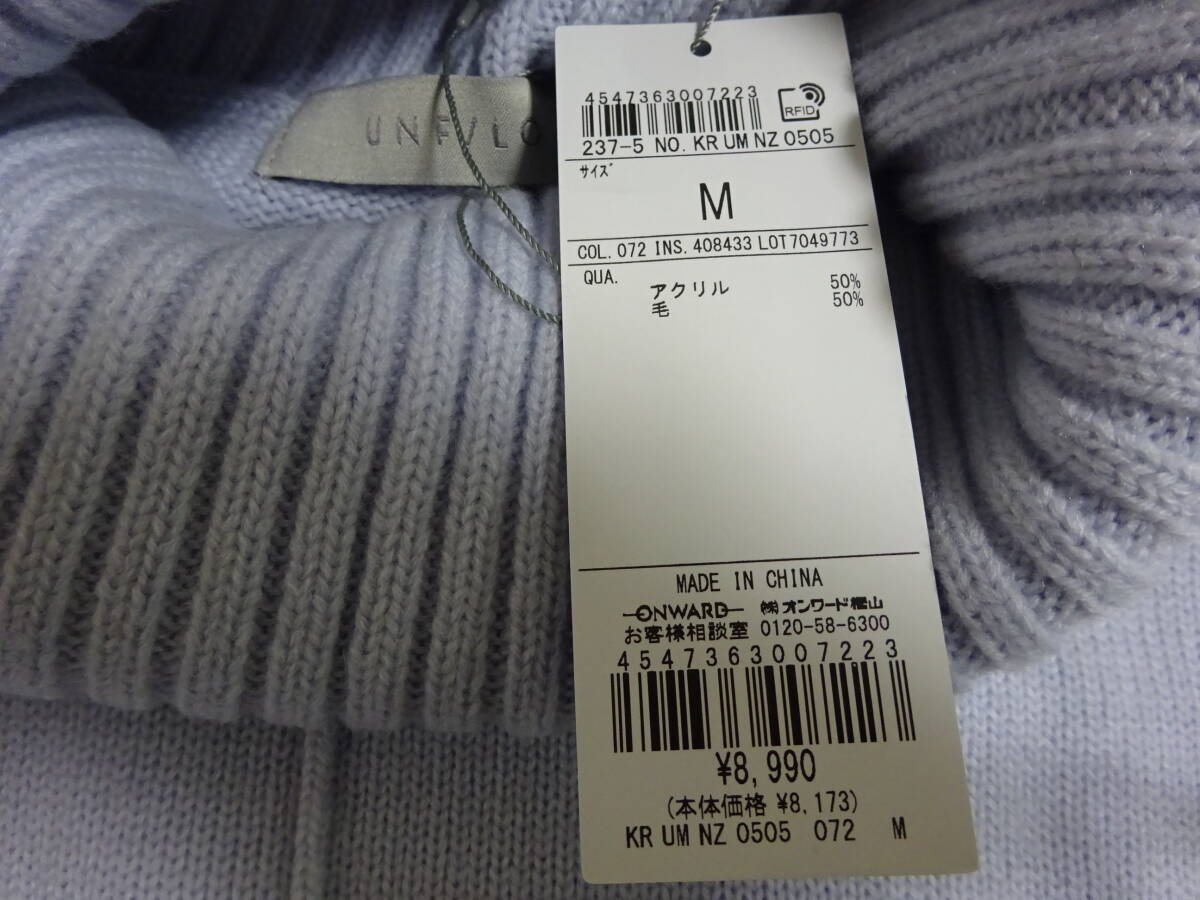 UNFILO
4547363007223
RFID
237-5 NO. KR UM NZ 0505
サイズ
M
COL. 072 INS. 408433 LOT7049773
QUA.
アクリル 50%
毛 50%
MADE IN CHINA
ONWARD ㈱オンワード樫山
お客様相談室 0120-58-6300
4547363007223
¥8,990
(本体価格 ¥8,173)
KR UM NZ 0505 072 M